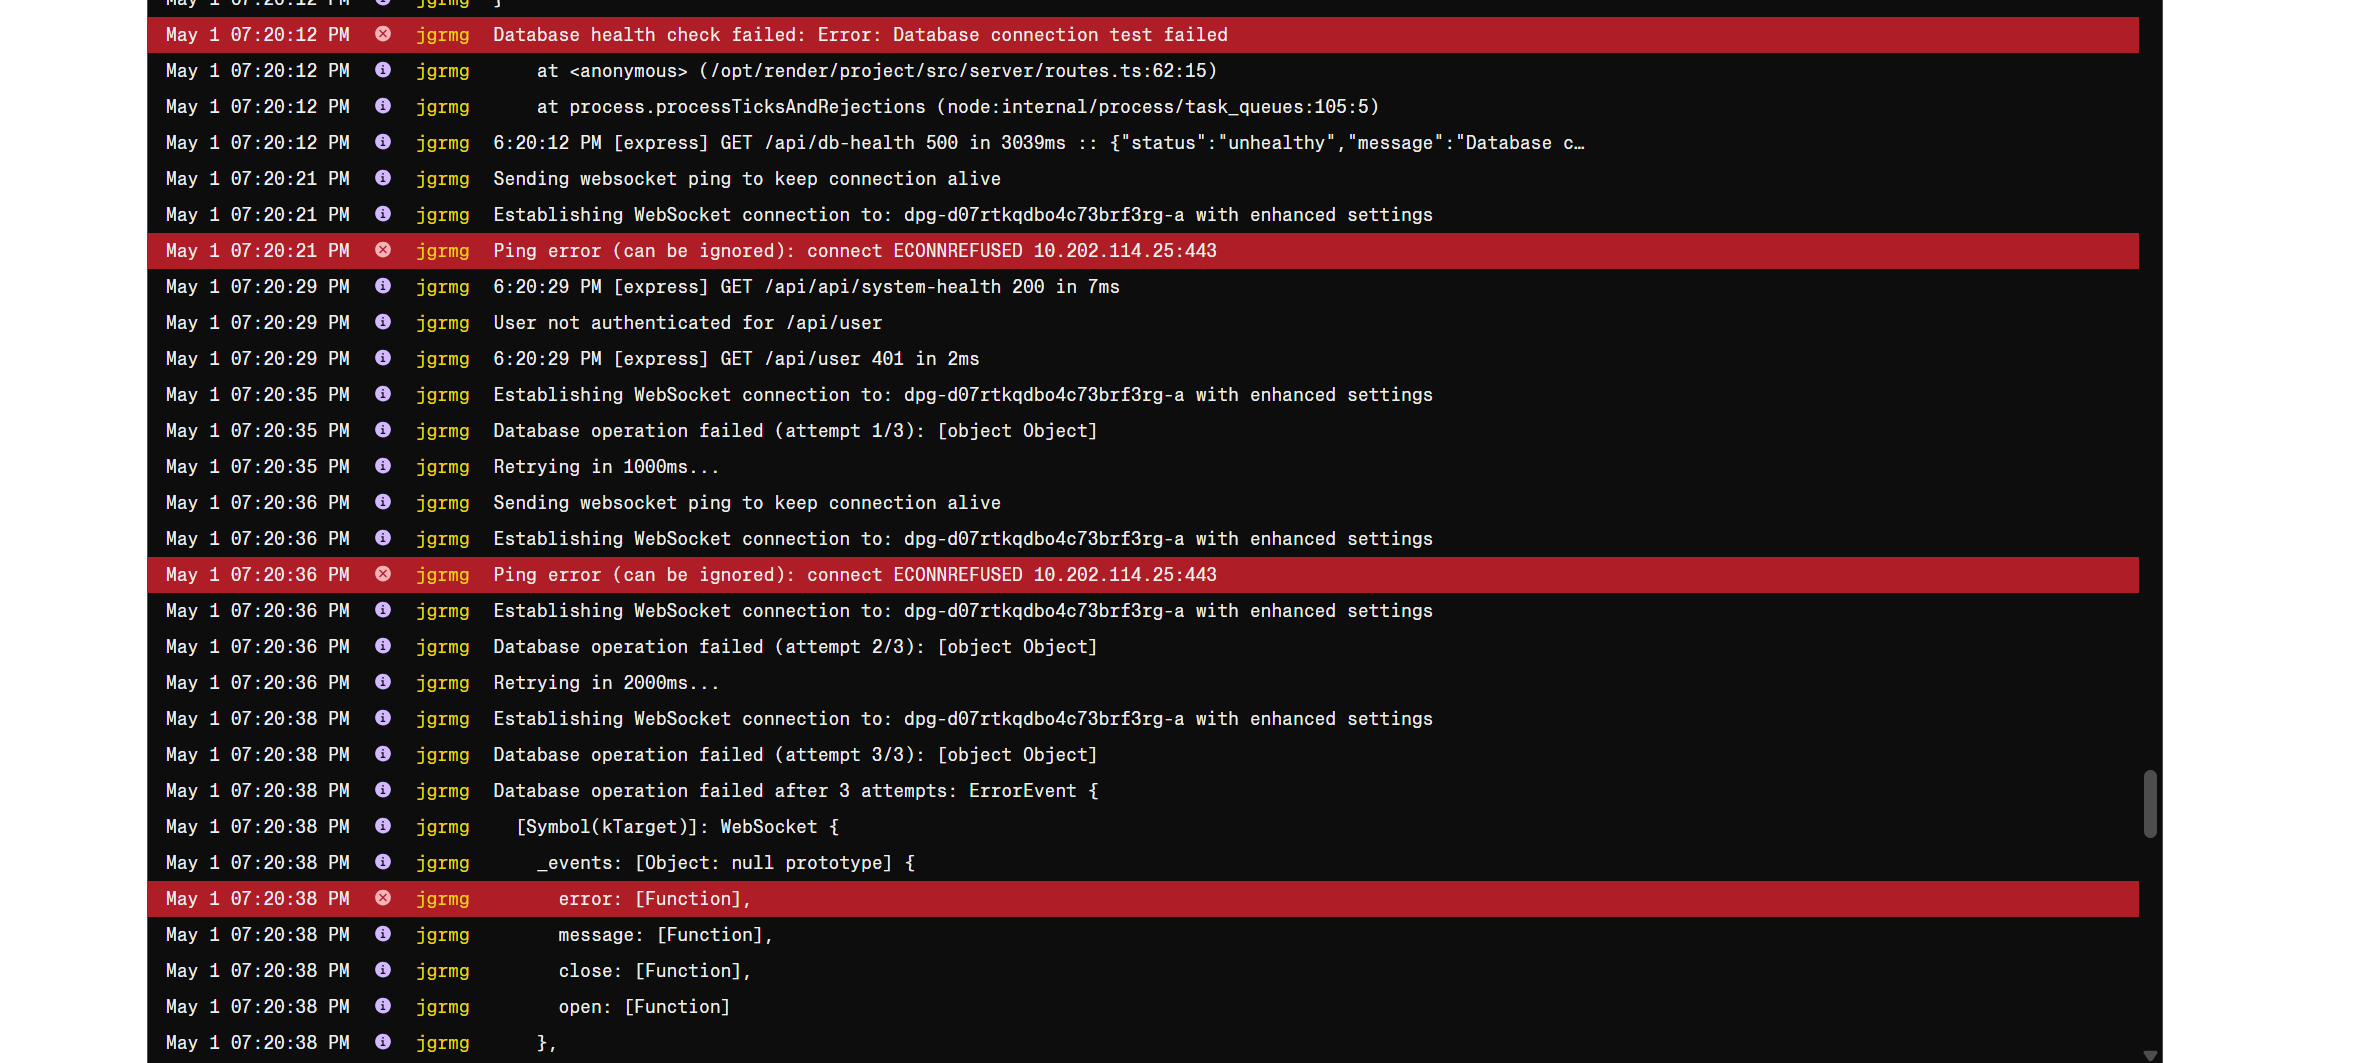 May 1 07:20:12 PM jgrmg }
May 1 07:20:12 PM jgrmg Database health check failed: Error: Database connection test failed
May 1 07:20:12 PM jgrmg at <anonymous> (/opt/render/project/src/server/routes.ts:62:15)
May 1 07:20:12 PM jgrmg at process.processTicksAndRejections (node:internal/process/task_queues:105:5)
May 1 07:20:12 PM jgrmg 6:20:12 PM [express] GET /api/db-health 500 in 3039ms :: {"status":"unhealthy","message":"Database c…
May 1 07:20:21 PM jgrmg Sending websocket ping to keep connection alive
May 1 07:20:21 PM jgrmg Establishing WebSocket connection to: dpg-d07rtkqdbo4c73brf3rg-a with enhanced settings
May 1 07:20:21 PM jgrmg Ping error (can be ignored): connect ECONNREFUSED 10.202.114.25:443
May 1 07:20:29 PM jgrmg 6:20:29 PM [express] GET /api/api/system-health 200 in 7ms
May 1 07:20:29 PM jgrmg User not authenticated for /api/user
May 1 07:20:29 PM jgrmg 6:20:29 PM [express] GET /api/user 401 in 2ms
May 1 07:20:35 PM jgrmg Establishing WebSocket connection to: dpg-d07rtkqdbo4c73brf3rg-a with enhanced settings
May 1 07:20:35 PM jgrmg Database operation failed (attempt 1/3): [object Object]
May 1 07:20:35 PM jgrmg Retrying in 1000ms...
May 1 07:20:36 PM jgrmg Sending websocket ping to keep connection alive
May 1 07:20:36 PM jgrmg Establishing WebSocket connection to: dpg-d07rtkqdbo4c73brf3rg-a with enhanced settings
May 1 07:20:36 PM jgrmg Ping error (can be ignored): connect ECONNREFUSED 10.202.114.25:443
May 1 07:20:36 PM jgrmg Establishing WebSocket connection to: dpg-d07rtkqdbo4c73brf3rg-a with enhanced settings
May 1 07:20:36 PM jgrmg Database operation failed (attempt 2/3): [object Object]
May 1 07:20:36 PM jgrmg Retrying in 2000ms...
May 1 07:20:38 PM jgrmg Establishing WebSocket connection to: dpg-d07rtkqdbo4c73brf3rg-a with enhanced settings
May 1 07:20:38 PM jgrmg Database operation failed (attempt 3/3): [object Object]
May 1 07:20:38 PM jgrmg Database operation failed after 3 attempts: ErrorEvent {
May 1 07:20:38 PM jgrmg [Symbol(kTarget)]: WebSocket {
May 1 07:20:38 PM jgrmg _events: [Object: null prototype] {
May 1 07:20:38 PM jgrmg error: [Function],
May 1 07:20:38 PM jgrmg message: [Function],
May 1 07:20:38 PM jgrmg close: [Function],
May 1 07:20:38 PM jgrmg open: [Function]
May 1 07:20:38 PM jgrmg },